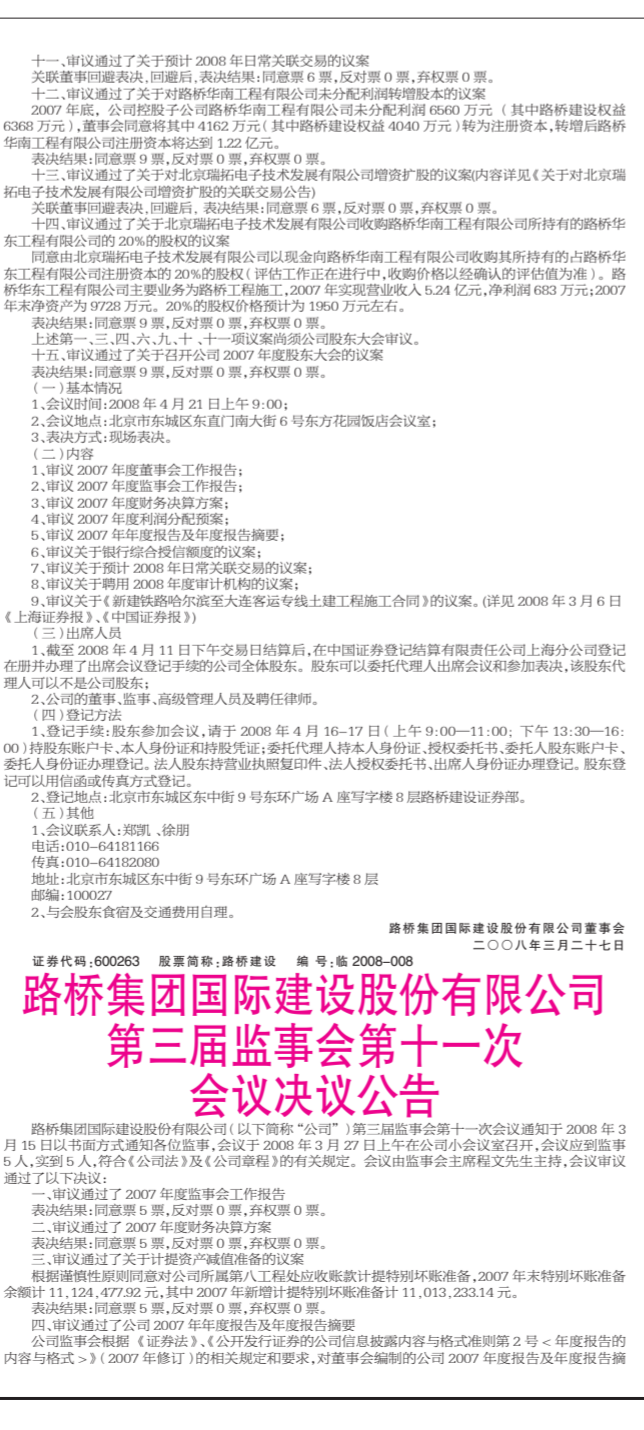 十一、审议通过了关于预计 2008 年日常关联交易的议案
关联董事回避表决,回避后,表决结果:同意票 6 票,反对票 0 票,弃权票 0 票。
十二、审议通过了关于对路桥华南工程有限公司未分配利润转增股本的议案
2007 年底，公司控股子公司路桥华南工程有限公司未分配利润 6560 万元（其中路桥建设权益
6368 万元）,董事会同意将其中 4162 万元(其中路桥建设权益 4040 万元)转为注册资本,转增后路桥
华南工程有限公司注册资本将达到 1.22 亿元。
表决结果:同意票 9 票,反对票 0 票,弃权票 0 票。
十三、审议通过了关于对北京瑞拓电子技术发展有限公司增资扩股的议案(内容详见《关于对北京瑞
拓电子技术发展有限公司增资扩股的关联交易公告)
关联董事回避表决,回避后, 表决结果:同意票 6 票,反对票 0 票,弃权票 0 票。
十四、审议通过了关于北京瑞拓电子技术发展有限公司收购路桥华南工程有限公司所持有的路桥华
东工程有限公司的 20%的股权的议案
同意由北京瑞拓电子技术发展有限公司以现金向路桥华南工程有限公司收购其所持有的占路桥华
东工程有限公司注册资本的 20%的股权(评估工作正在进行中,收购价格以经确认的评估值为准）。路
桥华东工程有限公司主要业务为路桥工程施工,2007 年实现营业收入 5.24 亿元,净利润 683 万元;2007
年末净资产为 9728 万元。20%的股权价格预计为 1950 万元左右。
表决结果:同意票 9 票,反对票 0 票,弃权票 0 票。
上述第一、三、四、六、九、十 、十一项议案尚须公司股东大会审议。
十五、审议通过了关于召开公司 2007 年度股东大会的议案
表决结果:同意票 9 票,反对票 0 票,弃权票 0 票。
(一)基本情况
1、会议时间:2008 年 4 月 21 日上午 9:00;
2、会议地点:北京市东城区东直门南大街 6 号东方花园饭店会议室;
3、表决方式:现场表决。
(二)内容
1、审议 2007 年度董事会工作报告;
2、审议 2007 年度监事会工作报告;
3、审议 2007 年度财务决算方案;
4、审议 2007 年度利润分配预案;
5、审议 2007 年年度报告及年度报告摘要;
6、审议关于银行综合授信额度的议案;
7、审议关于预计 2008 年日常关联交易的议案;
8、审议关于聘用 2008 年度审计机构的议案;
9、审议关于《新建铁路哈尔滨至大连客运专线土建工程施工合同》的议案。(详见 2008 年 3 月 6 日
《上海证券报》、《中国证券报》)
(三)出席人员
1、截至 2008 年 4 月 11 日下午交易日结算后,在中国证券登记结算有限责任公司上海分公司登记
在册并办理了出席会议登记手续的公司全体股东。股东可以委托代理人出席会议和参加表决,该股东代
理人可以不是公司股东;
2、公司的董事、监事、高级管理人员及聘任律师。
(四)登记方法
1、登记手续:股东参加会议,请于 2008 年 4 月 16-17 日(上午 9:00—11:00; 下午 13:30—16:
00)持股东账户卡、本人身份证和持股凭证;委托代理人持本人身份证、授权委托书、委托人股东账户卡、
委托人身份证办理登记。法人股东持营业执照复印件、法人授权委托书、出席人身份证办理登记。股东登
记可以用信函或传真方式登记。
2、登记地点:北京市东城区东中街 9 号东环广场 A 座写字楼 8 层路桥建设证券部。
(五)其他
1、会议联系人:郑凯 、徐朋
电话:010-64181166
传真:010-64182080
地址:北京市东城区东中街 9 号东环广场 A 座写字楼 8 层
邮编:100027
2、与会股东食宿及交通费用自理。
路桥集团国际建设股份有限公司董事会
二〇〇八年三月二十七日
证券代码:600263 股票简称:路桥建设 编 号:临 2008-008
路桥集团国际建设股份有限公司
第三届监事会第十一次
会议决议公告
路桥集团国际建设股份有限公司(以下简称“公司”)第三届监事会第十一次会议通知于 2008 年 3
月 15 日以书面方式通知各位监事,会议于 2008 年 3 月 27 日上午在公司小会议室召开,会议应到监事
5 人,实到 5 人,符合《公司法》及《公司章程》的有关规定。会议由监事会主席程文先生主持,会议审议
通过了以下决议:
一、审议通过了 2007 年度监事会工作报告
表决结果:同意票 5 票,反对票 0 票,弃权票 0 票。
二、审议通过了 2007 年度财务决算方案
表决结果:同意票 5 票,反对票 0 票,弃权票 0 票。
三、审议通过了关于计提资产减值准备的议案
根据谨慎性原则同意对公司所属第八工程处应收账款计提特别坏账准备,2007 年末特别坏账准备
余额计 11,124,477.92 元,其中 2007 年新增计提特别坏账准备计 11,013,233.14 元。
表决结果:同意票 5 票,反对票 0 票,弃权票 0 票。
四、审议通过了公司 2007 年年度报告及年度报告摘要
公司监事会根据 《证券法》、《公开发行证券的公司信息披露内容与格式准则第 2 号<年度报告的
内容与格式>》(2007 年修订)的相关规定和要求,对董事会编制的公司 2007 年度报告及年度报告摘